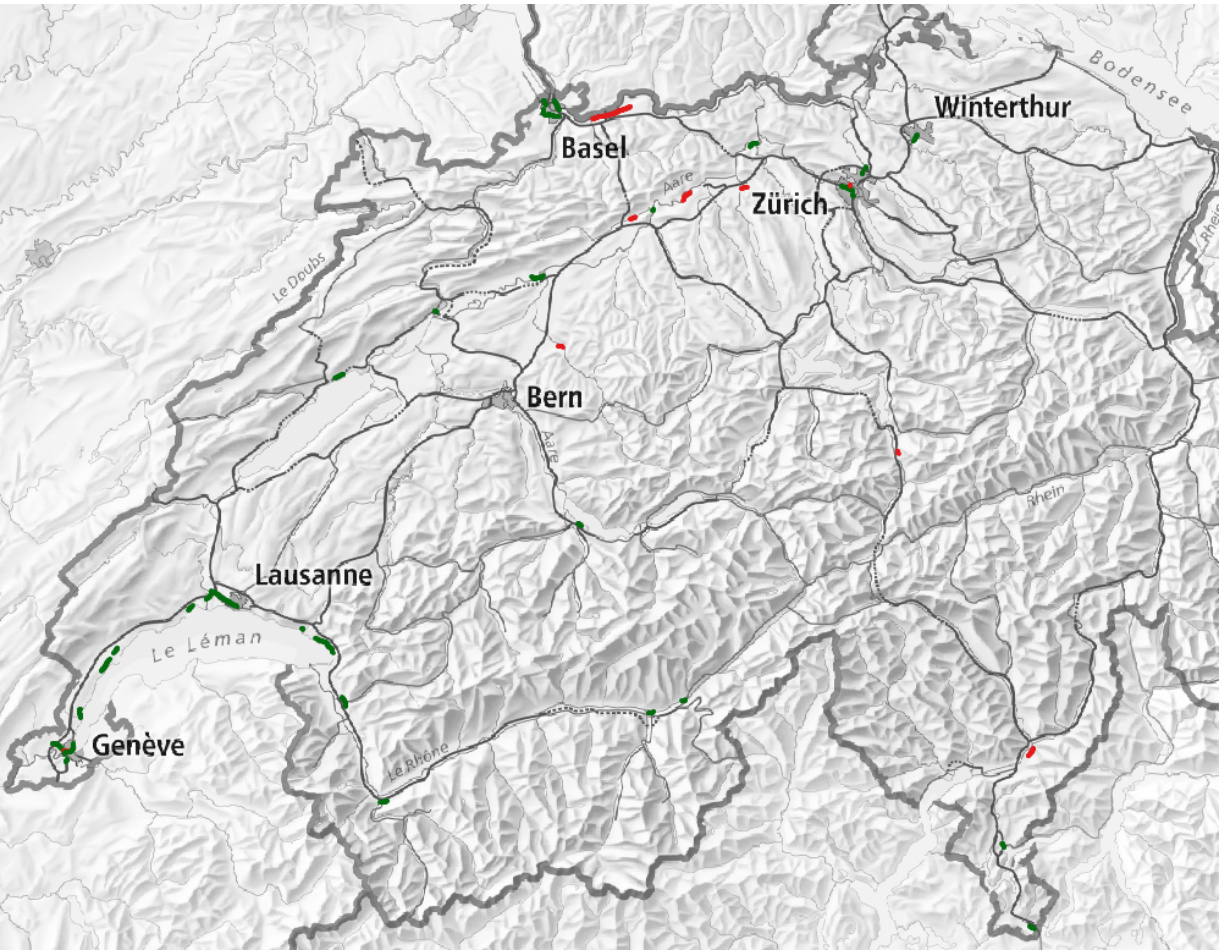 Bodensee
Winterthur
Basel
Aare
Zürich
Rhein
Le Doubs
Bern
Aare
Rhein
Lausanne
Le Léman
Genève
Le Rhône